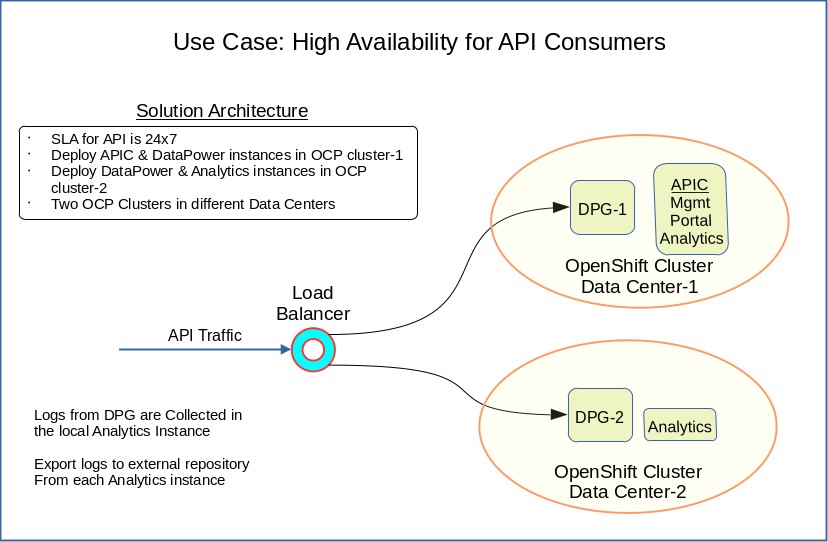 Use Case: High Availability for API Consumers
Solution Architecture
· SLA for API is 24x7
· Deploy APIC & DataPower instances in OCP cluster-1
· Deploy DataPower & Analytics instances in OCP
cluster-2
· Two OCP Clusters in different Data Centers
DPG-1
APIC
Mgmt
Portal
Analytics
OpenShift Cluster
Data Center-1
Load
Balancer
API Traffic
DPG-2
Analytics
OpenShift Cluster
Data Center-2
Logs from DPG are Collected in
the local Analytics Instance
Export logs to external repository
From each Analytics instance